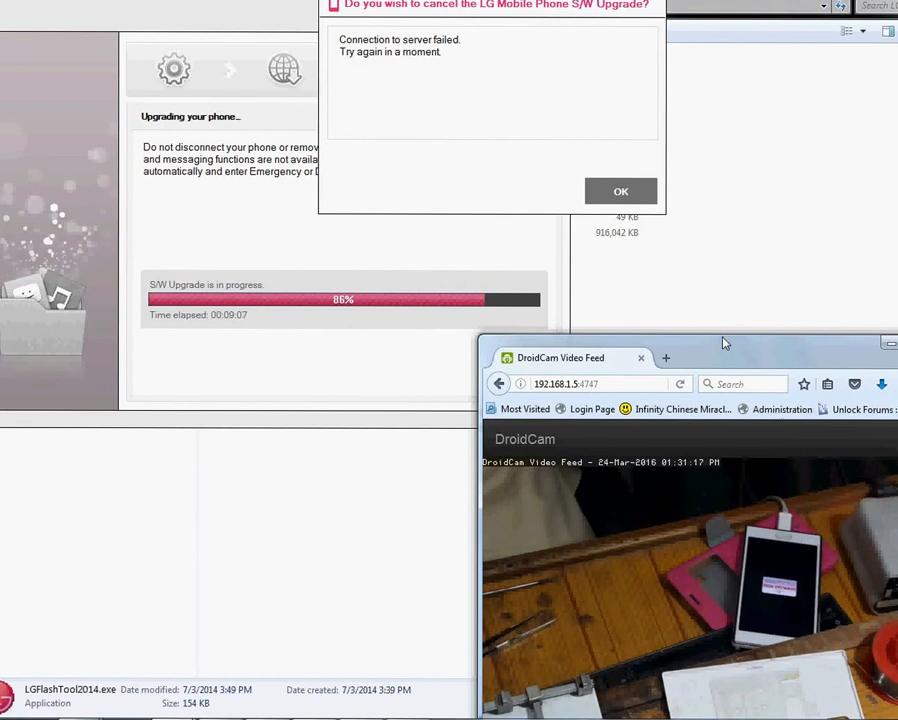 Do you wish to cancel the LG Mobile Phone S/W Upgrade?
Search LG
Connection to server failed.
Try again in a moment.
OK
Upgrading your phone...
Do not disconnect your phone or remov
and messaging functions are not availa
automatically and enter Emergency or D
49 KB
916,042 KB
S/W Upgrade is in progress.
86%
Time elapsed: 00:09:07
DroidCam Video Feed
192.168.1.5:4747
Search
Most Visited
Login Page
Infinity Chinese Miracl...
Administration
Unlock Forums :
DroidCam
DroidCam Video Feed - 24-Mar-2016 01:31:17 PM
LGFlashTool2014.exe Date modified: 7/3/2014 3:49 PM Date created: 7/3/2014 3:39 PM
Application Size: 154 KB